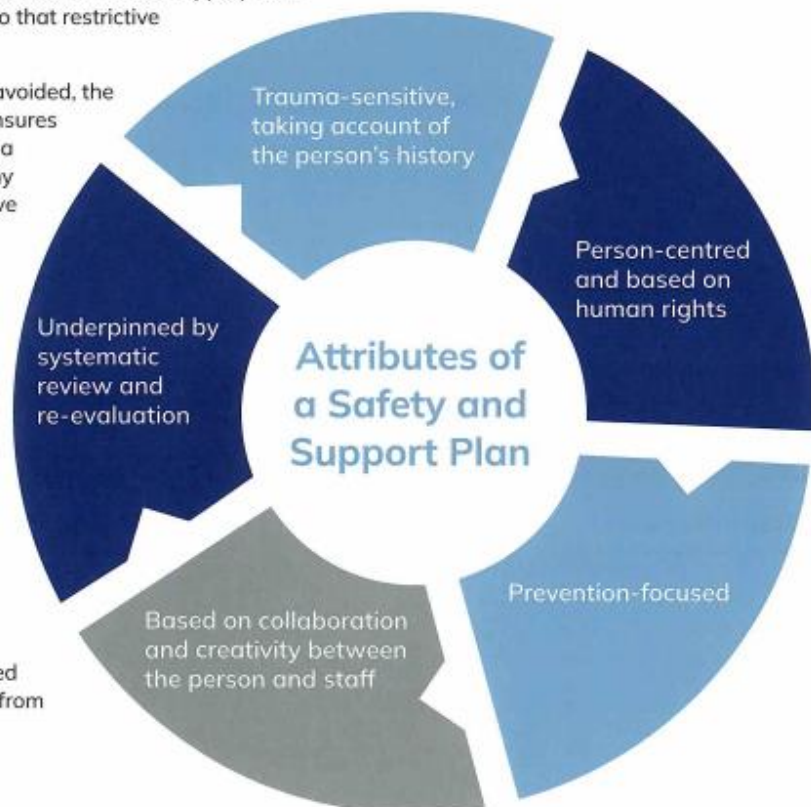 o that restrictive
avoided, the
nsures
a
ny
ve
ed
from
Trauma-sensitive,
taking account of
the person's history
Person-centred
and based on
human rights
Prevention-focused
Based on collaboration
and creativity between
the person and staff
Underpinned by
systematic
review and
re-evaluation
Attributes of
a Safety and
Support Plan